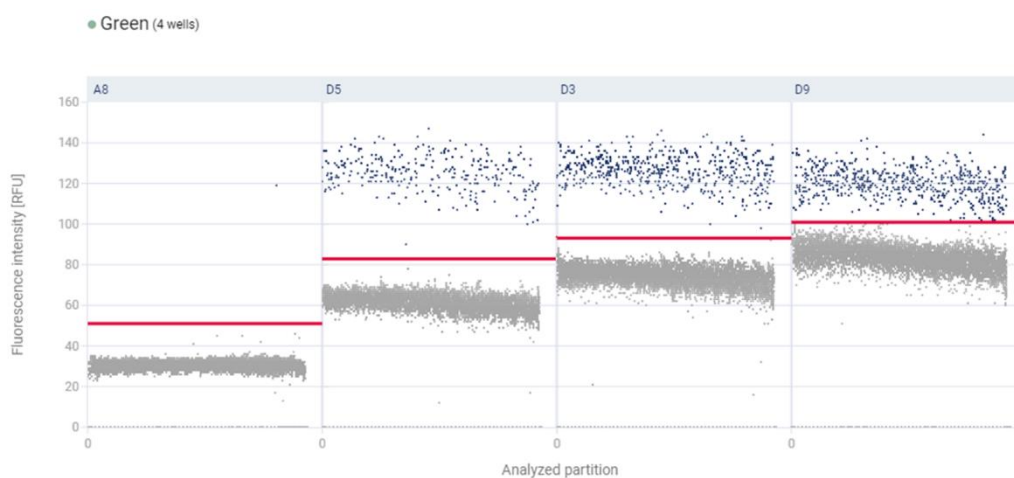 Green (4 wells)
A8 D5 D3 D9
160
140
120
100
80
60
40
20
0
Fluorescence intensity [RFU]
0 0 0 0
Analyzed partition